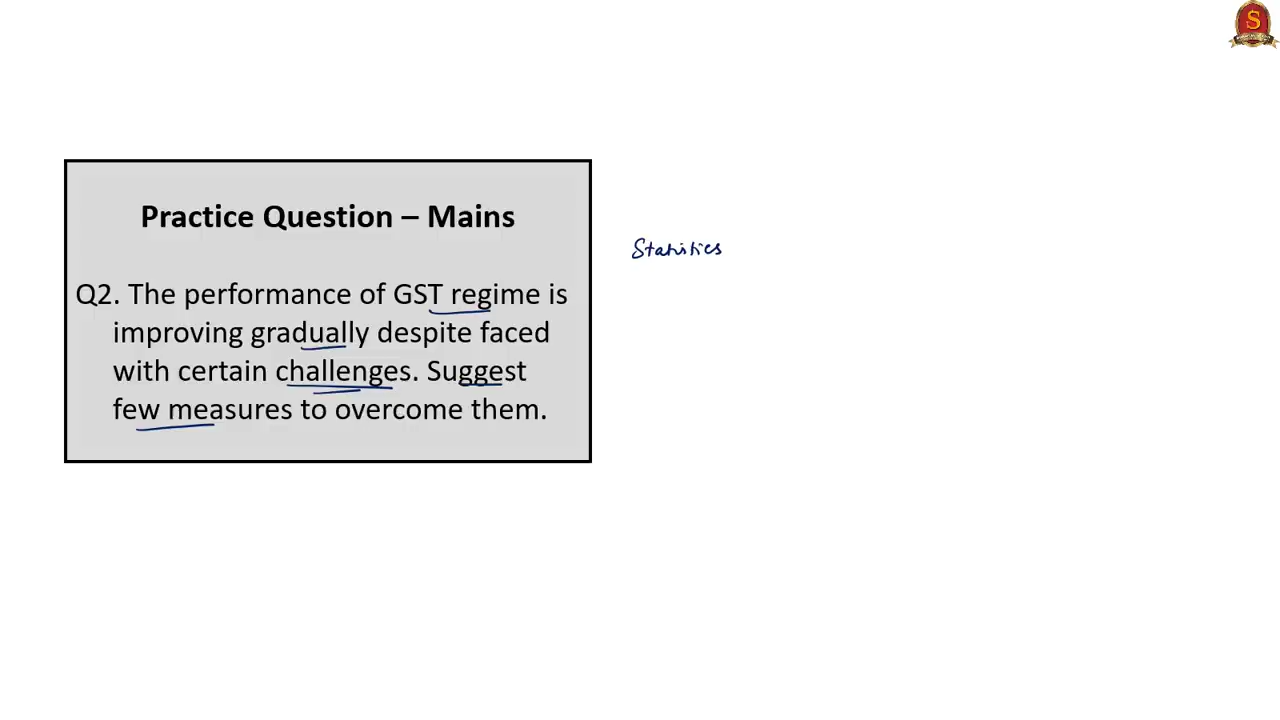 Practice Question – Mains
Statistics
Q2. The performance of GST regime is
improving gradually despite faced
with certain challenges. Suggest
few measures to overcome them.
S